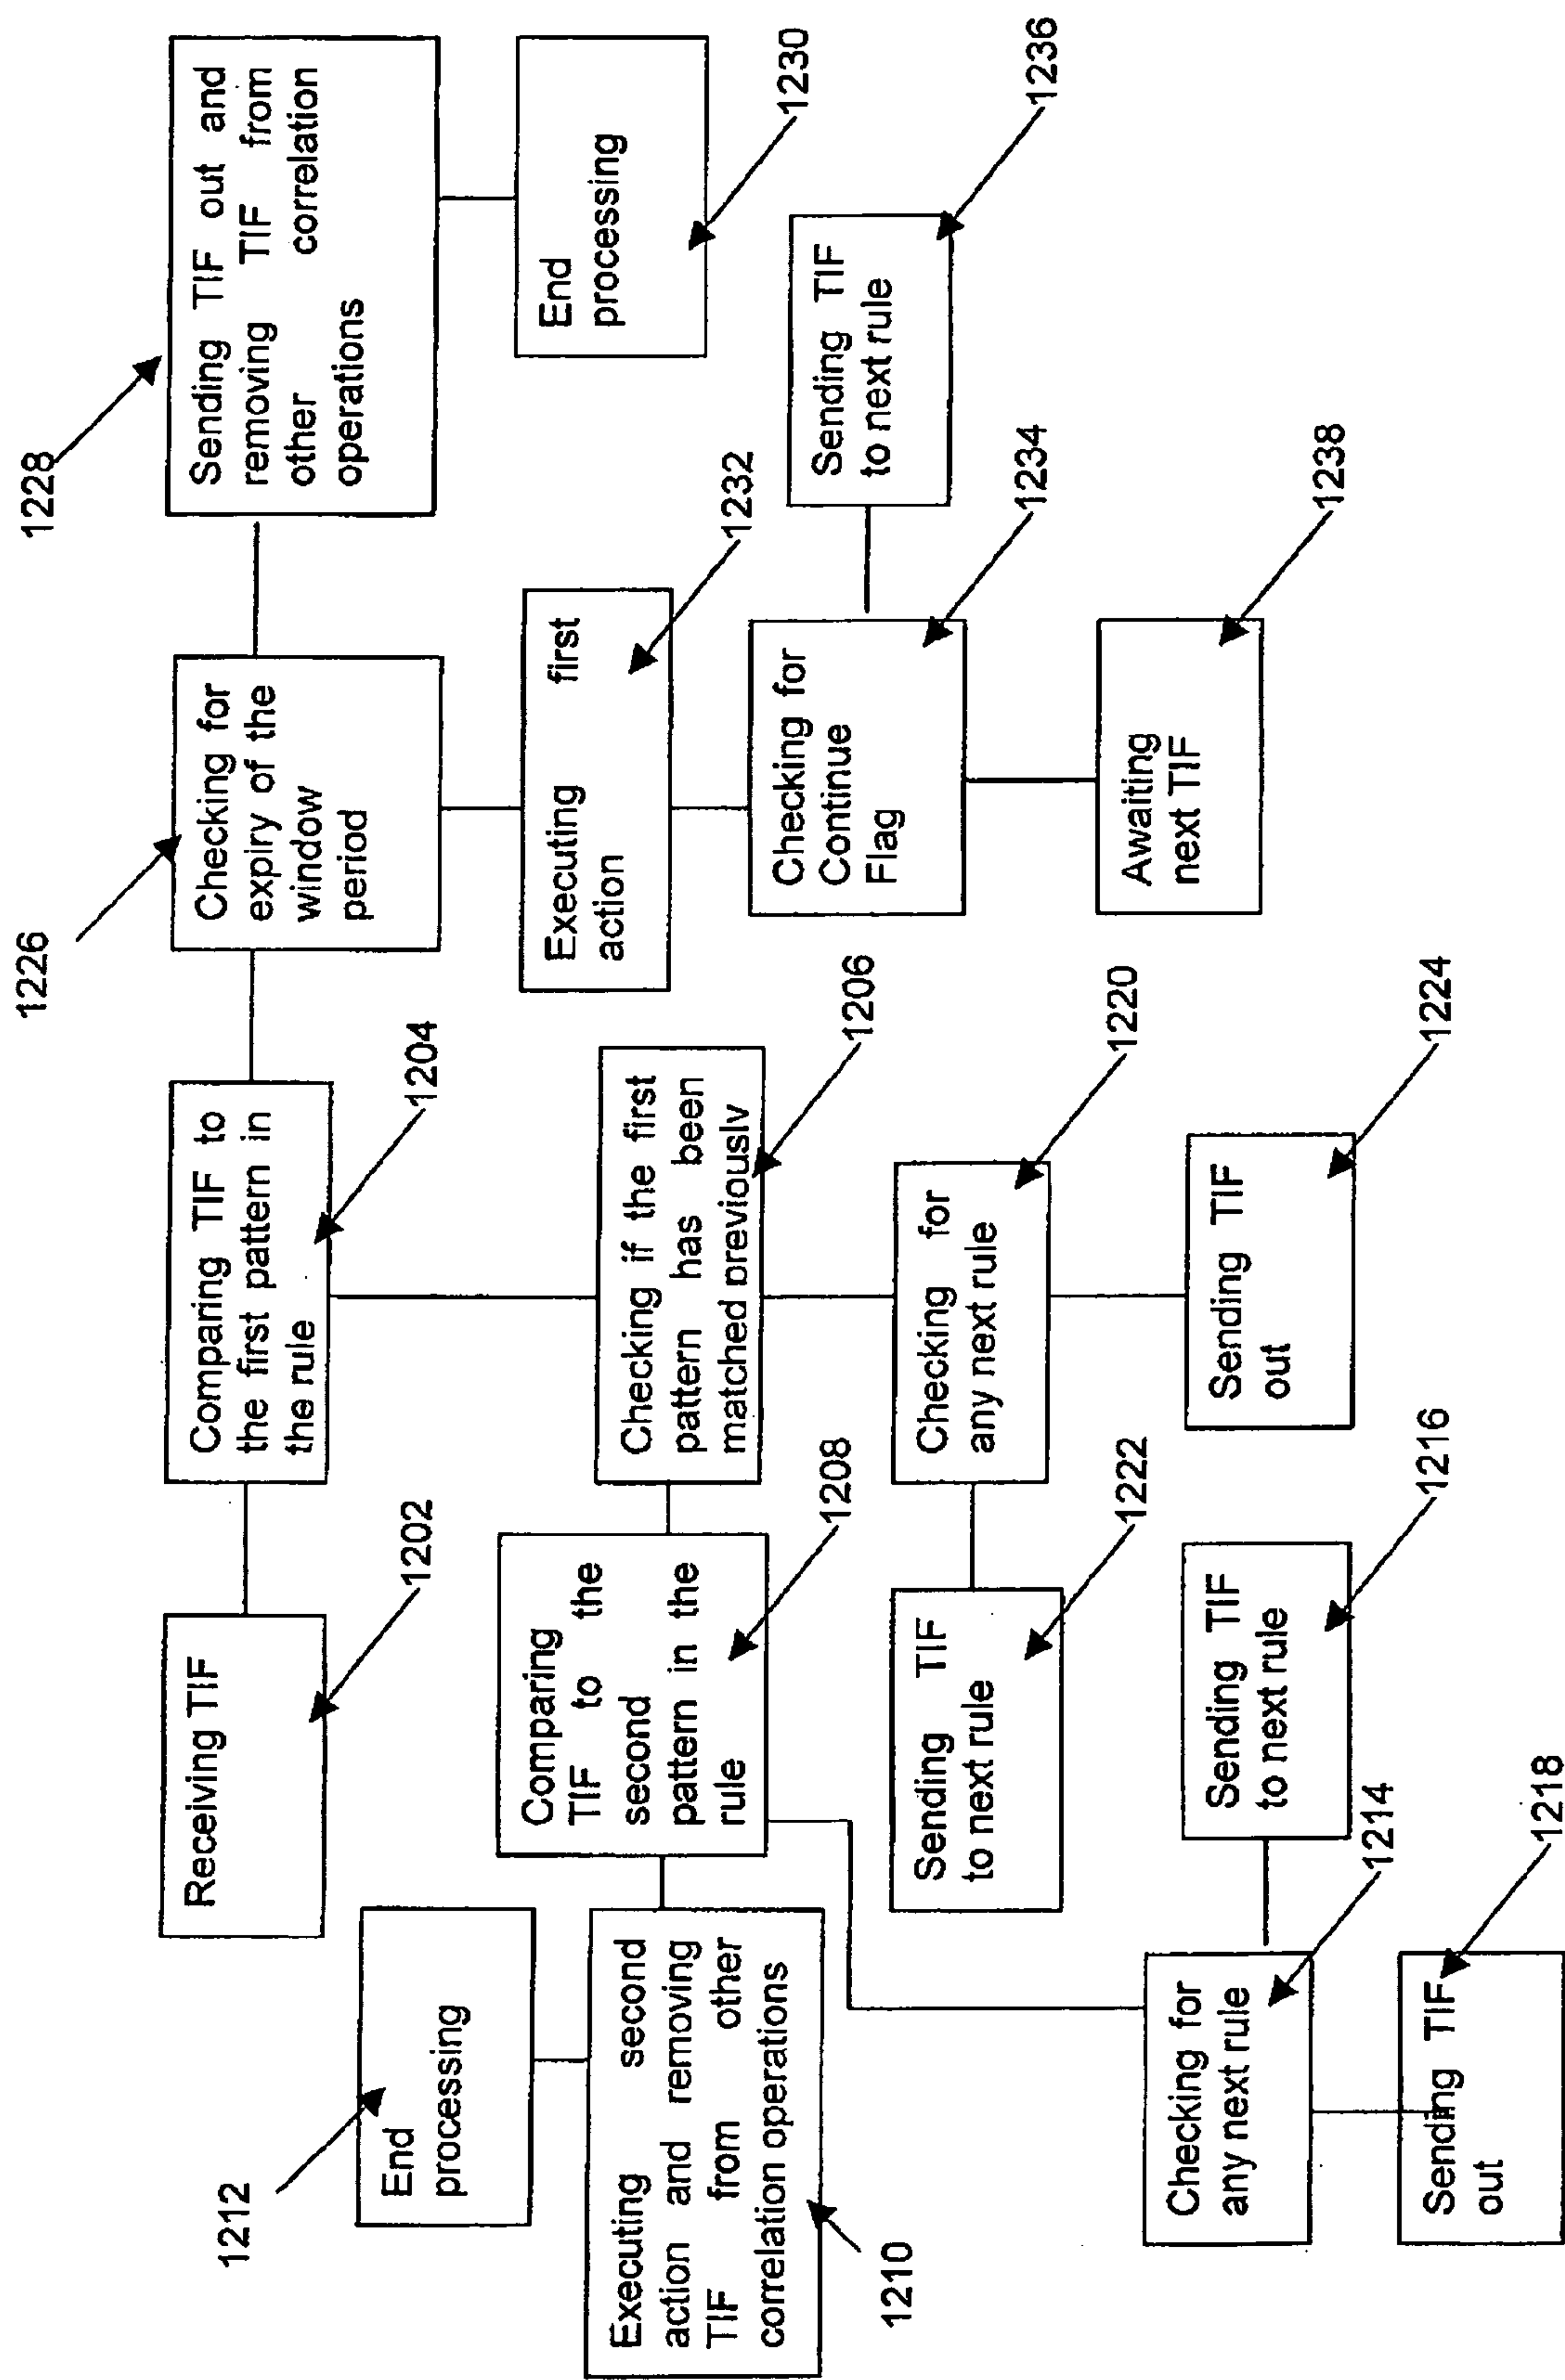 1228
Sending TIF out and
removing TIF from
other correlation
operations
End
processing
1230
1226
Checking for
expiry of the
window
period
Executing first
action
1232
Checking for
Continue
Flag
1234
Sending TIF
to next rule
1236
Awaiting
next TIF
1238
Comparing TIF to
the first pattern in
the rule
1204
Receiving TIF
1202
Checking if the first
pattern has been
matched previously
1206
Comparing
TIF to the
second
pattern in the
rule
1208
Checking for
any next rule
1220
Sending TIF
to next rule
1222
Sending TIF
out
1224
1212
End
processing
Executing second
action and removing
TIF from other
correlation operations
1210
Checking for
any next rule
1214
Sending TIF
to next rule
1216
Sending TIF
out
1218